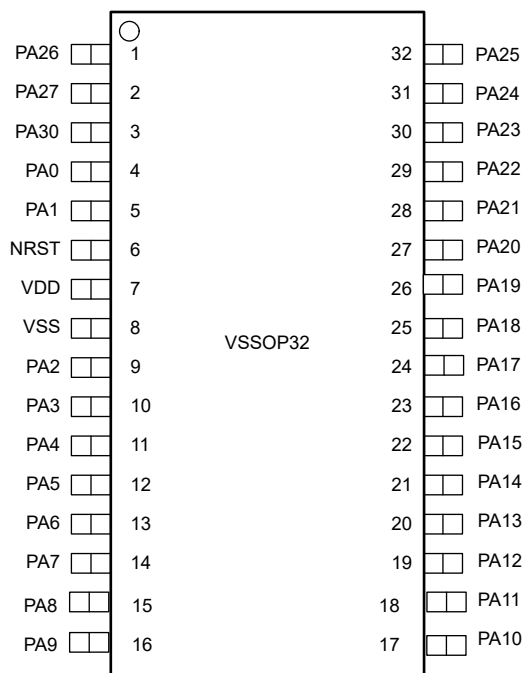 PA26 1 32 PA25
PA27 2 31 PA24
PA30 3 30 PA23
PA0 4 29 PA22
PA1 5 28 PA21
NRST 6 27 PA20
VDD 7 26 PA19
VSS 8 25 PA18
VSSOP32
PA2 9 24 PA17
PA3 10 23 PA16
PA4 11 22 PA15
PA5 12 21 PA14
PA6 13 20 PA13
PA7 14 19 PA12
PA8 15 18 PA11
PA9 16 17 PA10